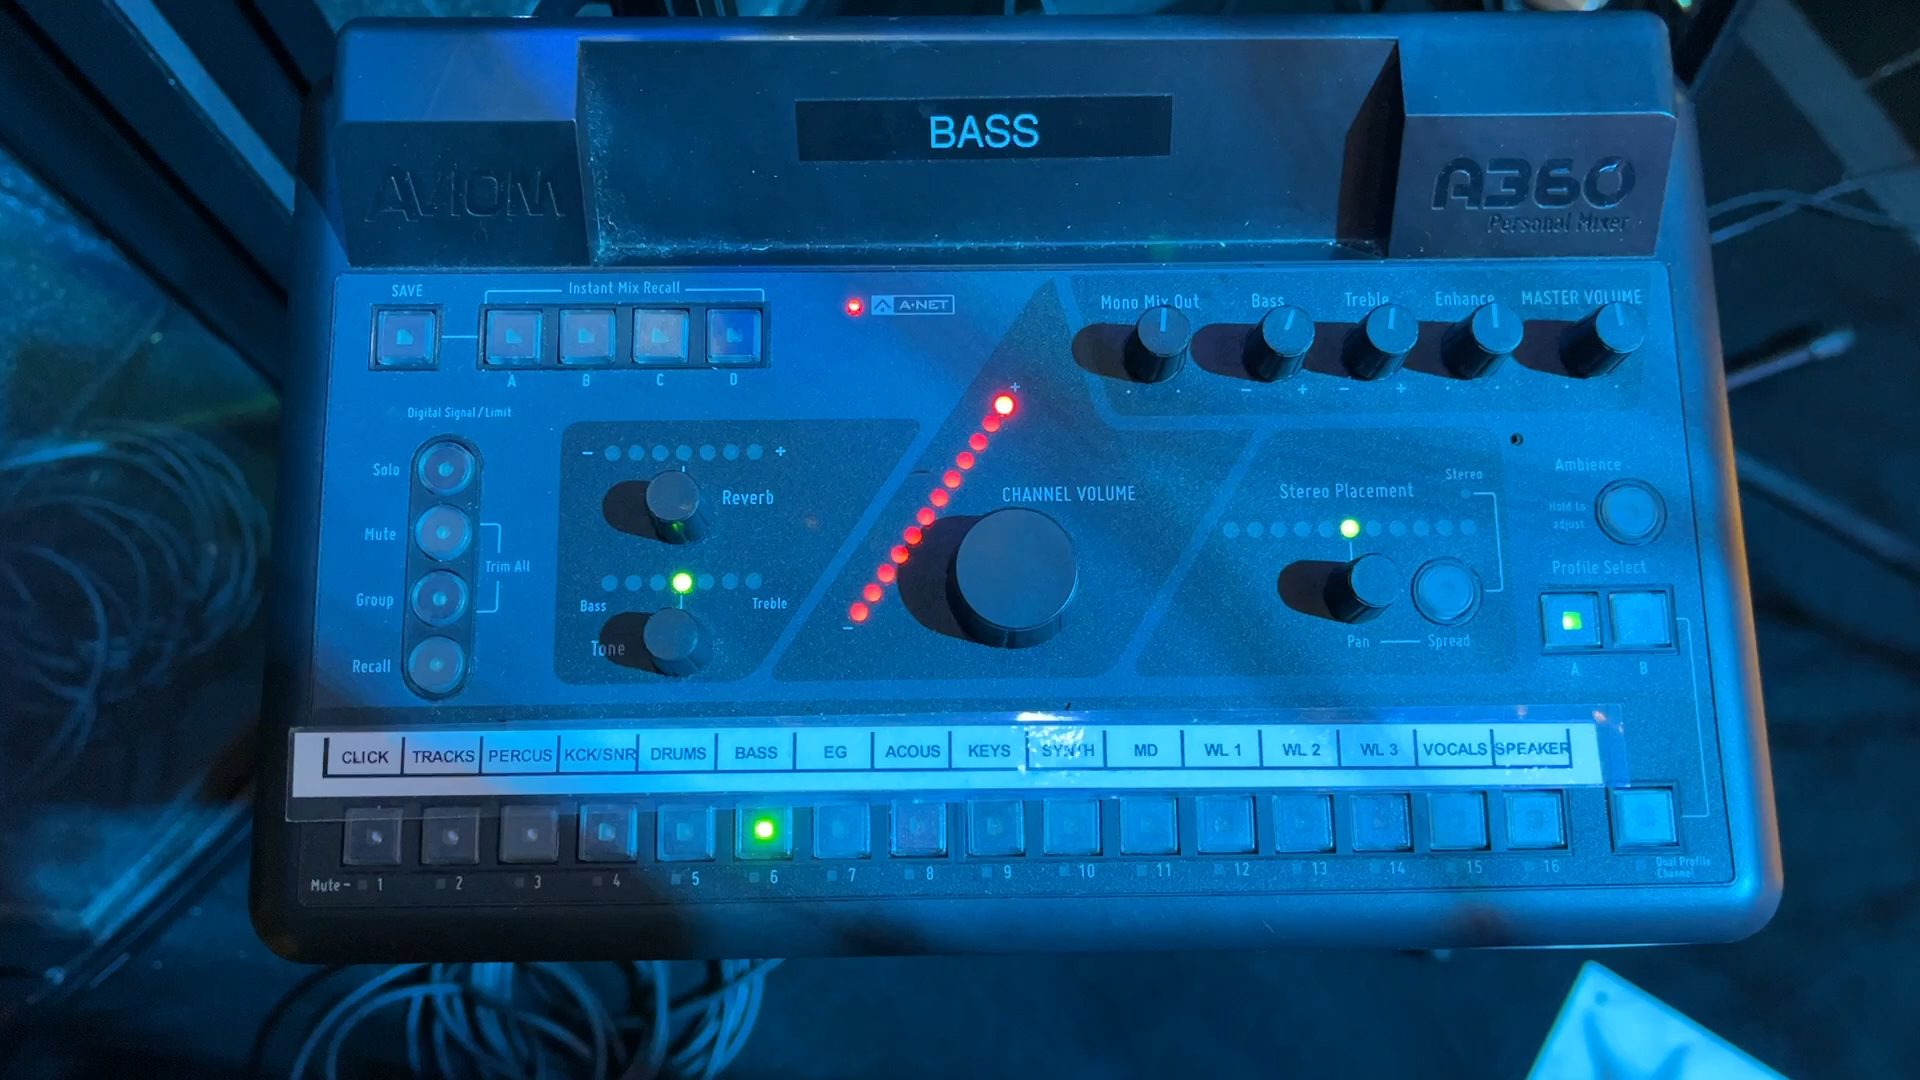 BASS
AVIOM
A360
Personal Mixer
SAVE
Instant Mix Recall
A B C D
A-NET
Mono Mix Out Bass Treble Enhance MASTER VOLUME
- + - +
Digital Signal/Limit
Solo
Mute
Group
Recall
Trim All
- +
Reverb
Bass Treble
Tone
+
CHANNEL VOLUME
-
Stereo Placement
Stereo
Pan Spread
Ambience
Hold to
adjust
Profile Select
A B
CLICK TRACKS PERCUS KCK/SNR DRUMS BASS EG ACOUS KEYS SYNTH MD WL 1 WL 2 WL 3 VOCALS SPEAKER
Mute - 1 2 3 4 5 6 7 8 9 10 11 12 13 14 15 16
Dual Profile
Channel